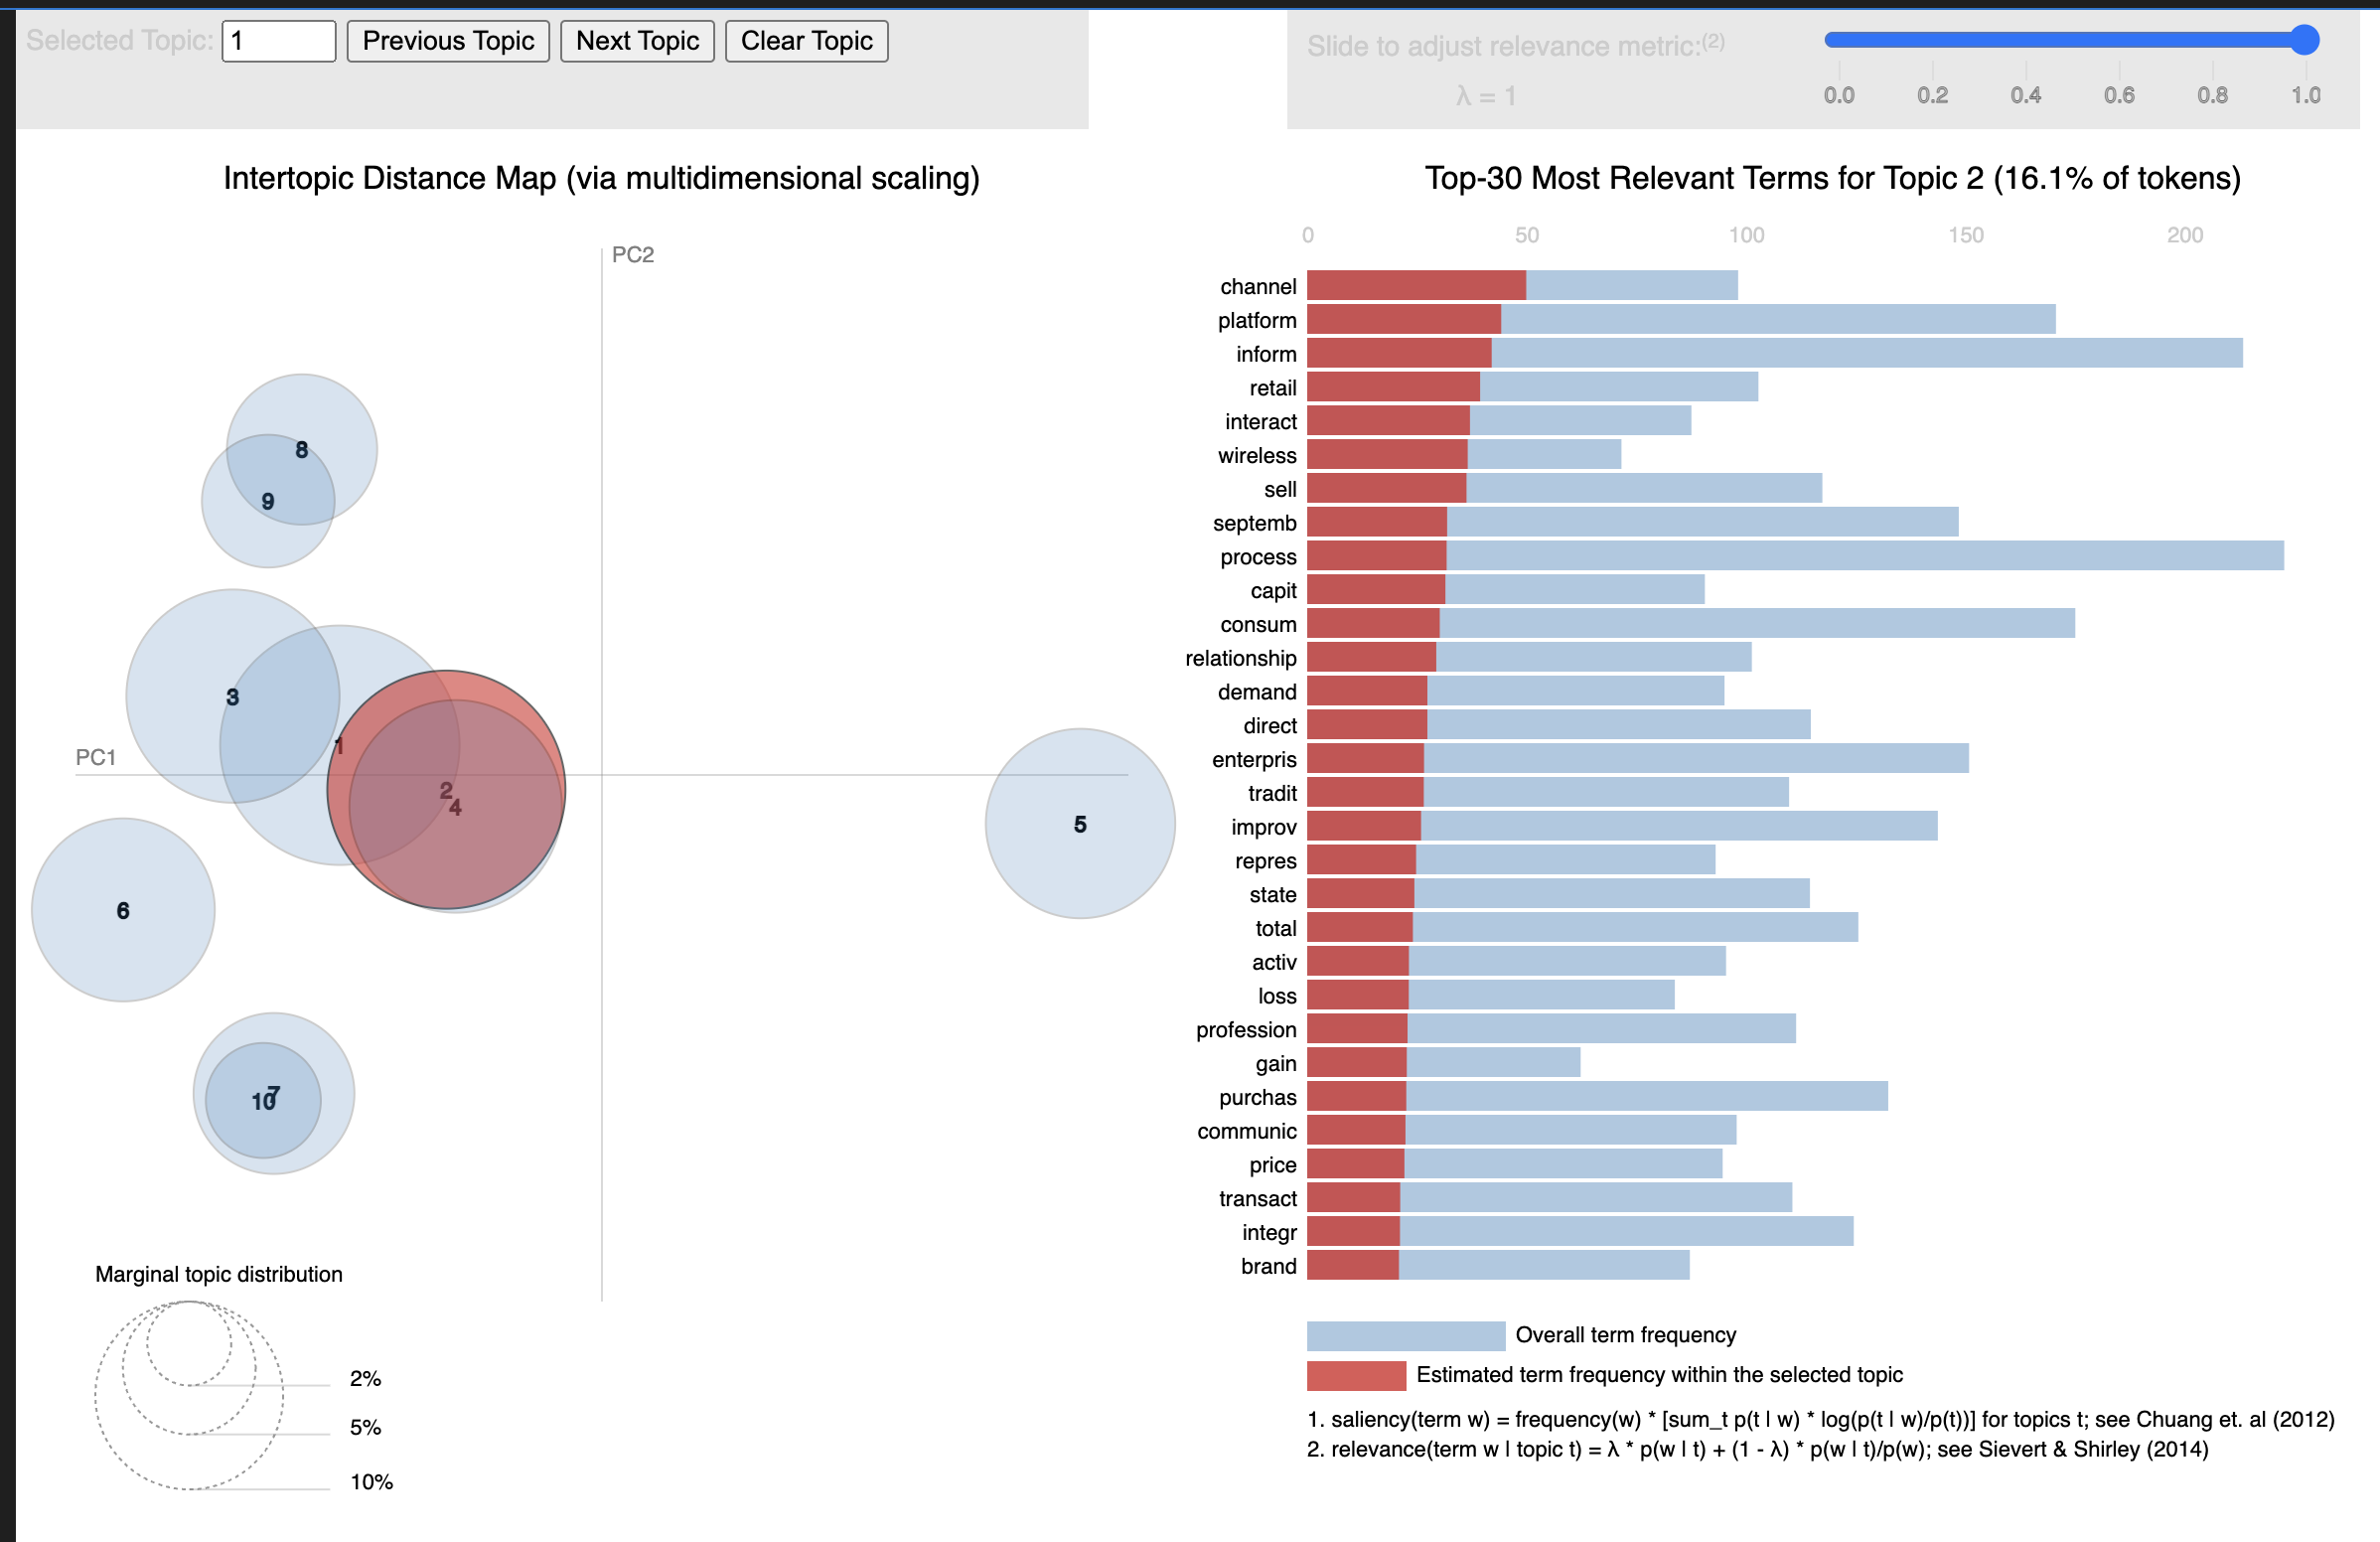 Selected Topic: 1 Previous Topic Next Topic Clear Topic
Slide to adjust relevance metric:(2)
λ = 1
0.0 0.2 0.4 0.6 0.8 1.0
Intertopic Distance Map (via multidimensional scaling)
PC2
PC1
8
9
3
1
2
4
5
6
7
10
Marginal topic distribution
2%
5%
10%
Top-30 Most Relevant Terms for Topic 2 (16.1% of tokens)
0 50 100 150 200
channel
platform
inform
retail
interact
wireless
sell
septemb
process
capit
consum
relationship
demand
direct
enterpris
tradit
improv
repres
state
total
activ
loss
profession
gain
purchas
communic
price
transact
integr
brand
Overall term frequency
Estimated term frequency within the selected topic
1. saliency(term w) = frequency(w) * [sum_t p(t | w) * log(p(t | w)/p(t))] for topics t; see Chuang et. al (2012)
2. relevance(term w | topic t) = λ * p(w | t) + (1 - λ) * p(w | t)/p(w); see Sievert & Shirley (2014)